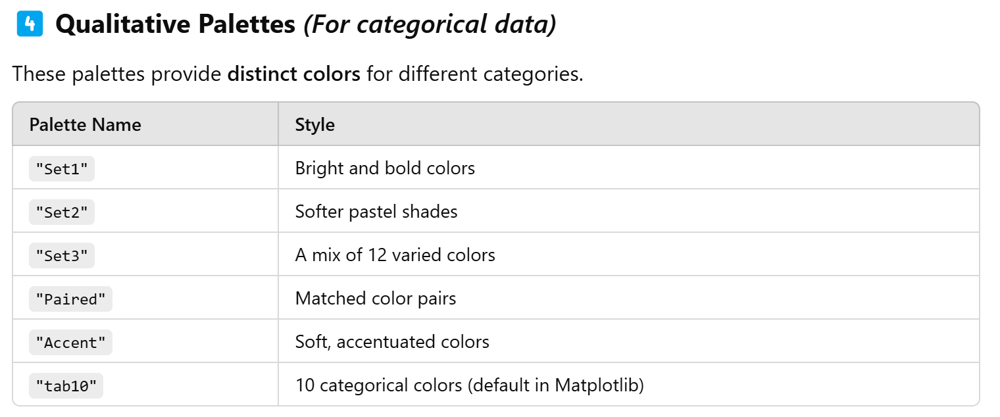 4 Qualitative Palettes (For categorical data)
These palettes provide distinct colors for different categories.
Palette Name Style
"Set1" Bright and bold colors
"Set2" Softer pastel shades
"Set3" A mix of 12 varied colors
"Paired" Matched color pairs
"Accent" Soft, accentuated colors
"tab10" 10 categorical colors (default in Matplotlib)